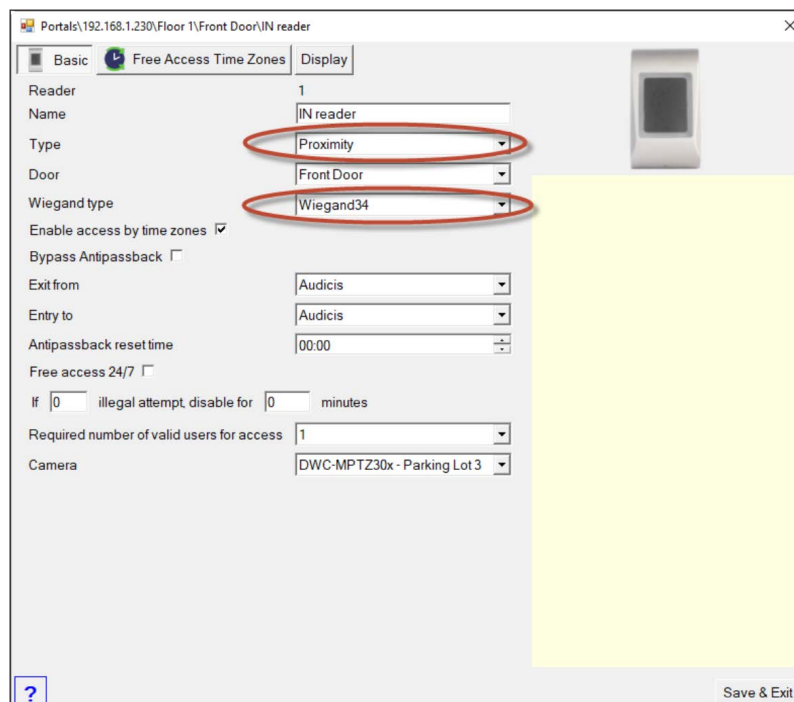 Portals\192.168.1.230\Floor 1\Front Door\IN reader
Basic Free Access Time Zones Display
Reader 1
Name IN reader
Type Proximity
Door Front Door
Wiegand type Wiegand34
Enable access by time zones
Bypass Antipassback
Exit from Audicis
Entry to Audicis
Antipassback reset time 00:00
Free access 24/7
If 0 illegal attempt, disable for 0 minutes
Required number of valid users for access 1
Camera DWC-MPTZ30x - Parking Lot 3
? Save & Exit